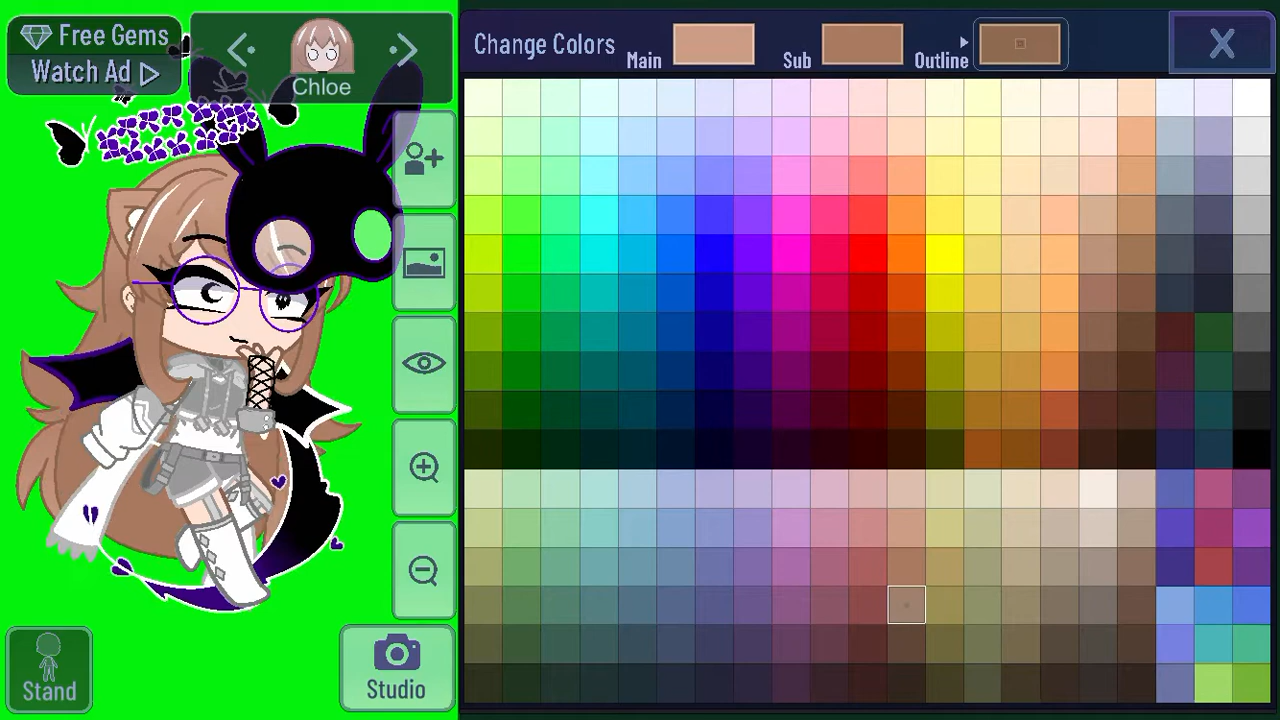 Free Gems
Watch Ad
Chloe
Change Colors
Main
Sub
Outline
X
Stand
Studio